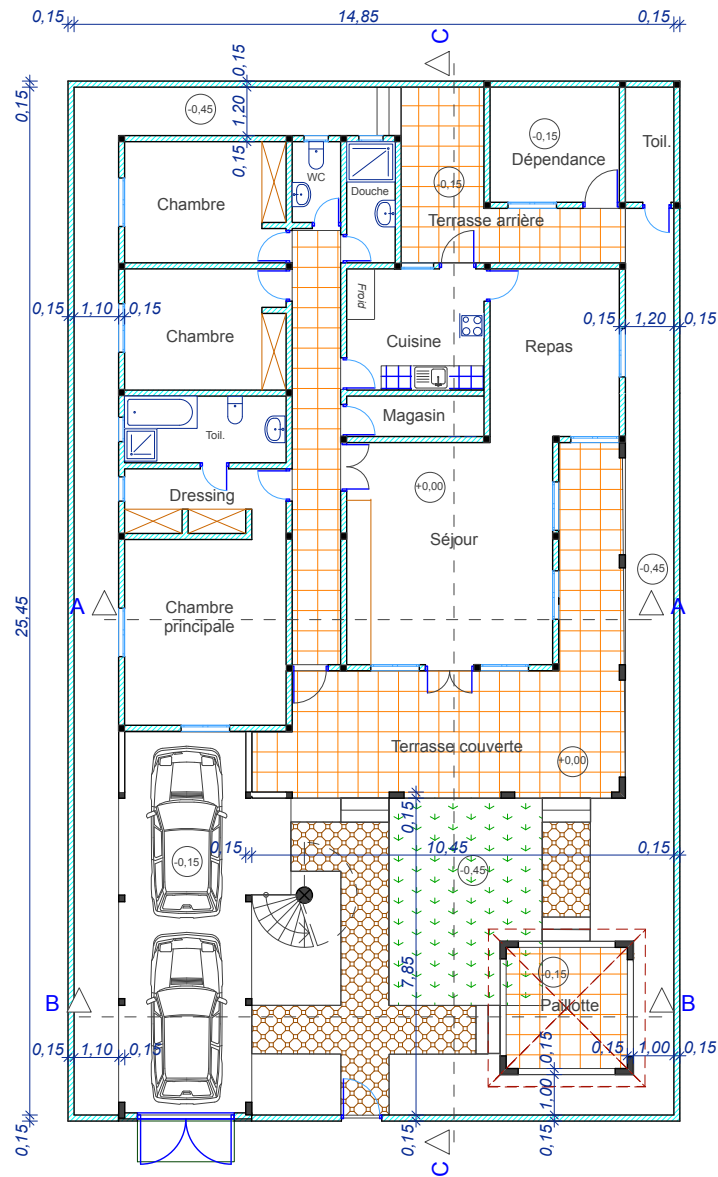 0,15 14,85 0,15
C
0,15
0,15
1,20
0,15
-0,45
-0,15
Dépendance
Toil.
WC
Douche
Chambre
-0,15
Terrasse arrière
Froid
0,15 1,10 0,15
Chambre
Cuisine
Repas
0,15 1,20 0,15
Magasin
Toil.
Dressing
+0,00
Séjour
-0,45
25,45
A
A
Chambre
principale
Terrasse couverte
+0,00
0,15
0,15 10,45 0,15
-0,15
-0,45
7,85
-0,15
B
Paillotte
B
0,15 1,10 0,15
0,15
0,15 1,00 0,15
1,00
0,15
0,15
0,15
C